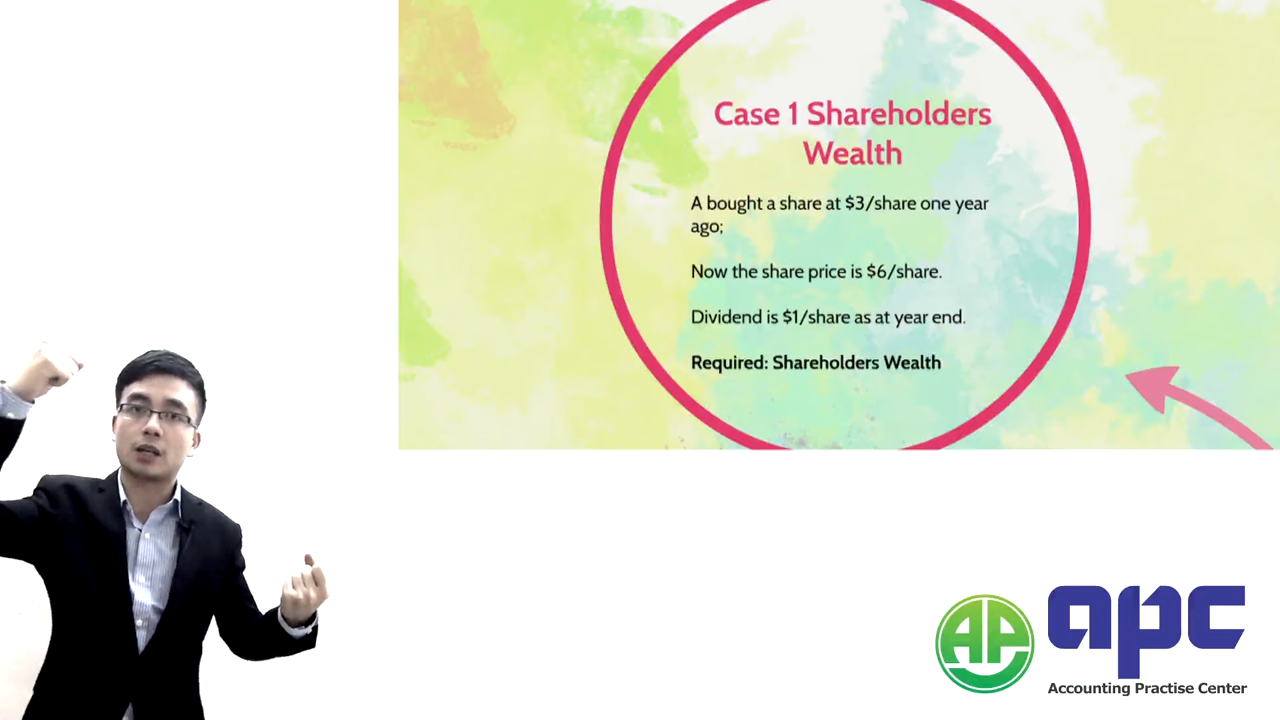 Case 1 Shareholders
Wealth
A bought a share at $3/share one year
ago;
Now the share price is $6/share.
Dividend is $1/share as at year end.
Required: Shareholders Wealth
AP
apc
Accounting Practise Center